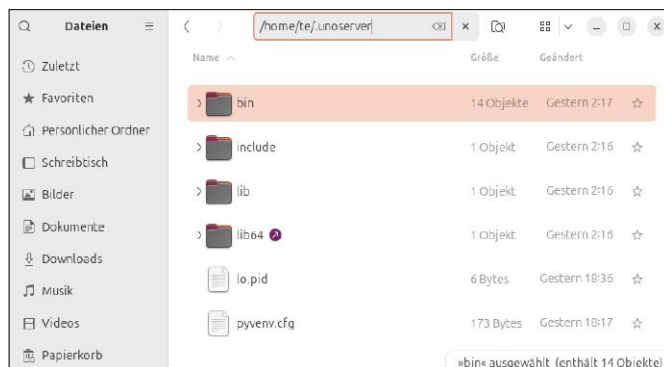 Dateien
/home/te/.unoserver
Name
Größe
Geändert
Zuletzt
Favoriten
Persönlicher Ordner
Schreibtisch
Bilder
Dokumente
Downloads
Musik
Videos
Papierkorb
bin 14 Objekte Gestern 2:17
include 1 Objekt Gestern 2:16
lib 1 Objekt Gestern 2:16
lib64 1 Objekt Gestern 2:16
lo.pid 6 Bytes Gestern 18:36
pyvenv.cfg 173 Bytes Gestern 18:17
»bin« ausgewählt (enthält 14 Objekte)